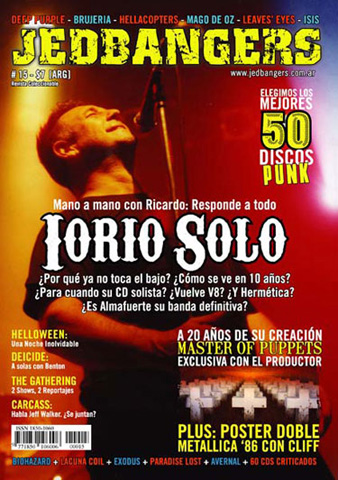 DEEP PURPLE - BRUJERIA - HELLACOPTERS - MAGO DE OZ - LEAVES' EYES - ISIS
JEDBANGERS
# 15 - $7 (ARG)
Revista Coleccionable
www.jedbangers.com.ar
ELEGIMOS LOS
MEJORES
50
DISCOS
PUNK
Mano a mano con Ricardo: Responde a todo
IORIO SOLO
¿Por qué ya no toca el bajo? ¿Cómo se ve en 10 años?
¿Para cuando su CD solista? ¿Vuelve V8? ¿Y Hermética?
¿Es Almafuerte su banda definitiva?
HELLOWEEN:
Una Noche Inolvidable
DEICIDE:
A solas con Benton
THE GATHERING
2 Shows, 2 Reportajes
CARCASS:
Habla Jeff Walker. ¿Se juntan?
A 20 AÑOS DE SU CREACIÓN
MASTER OF PUPPETS
EXCLUSIVA CON EL PRODUCTOR
PLUS: POSTER DOBLE
METALLICA '86 CON CLIFF
BIOHAZARD + LACUNA COIL + EXODUS + PARADISE LOST + AVERNAL + 60 CDS CRITICADOS